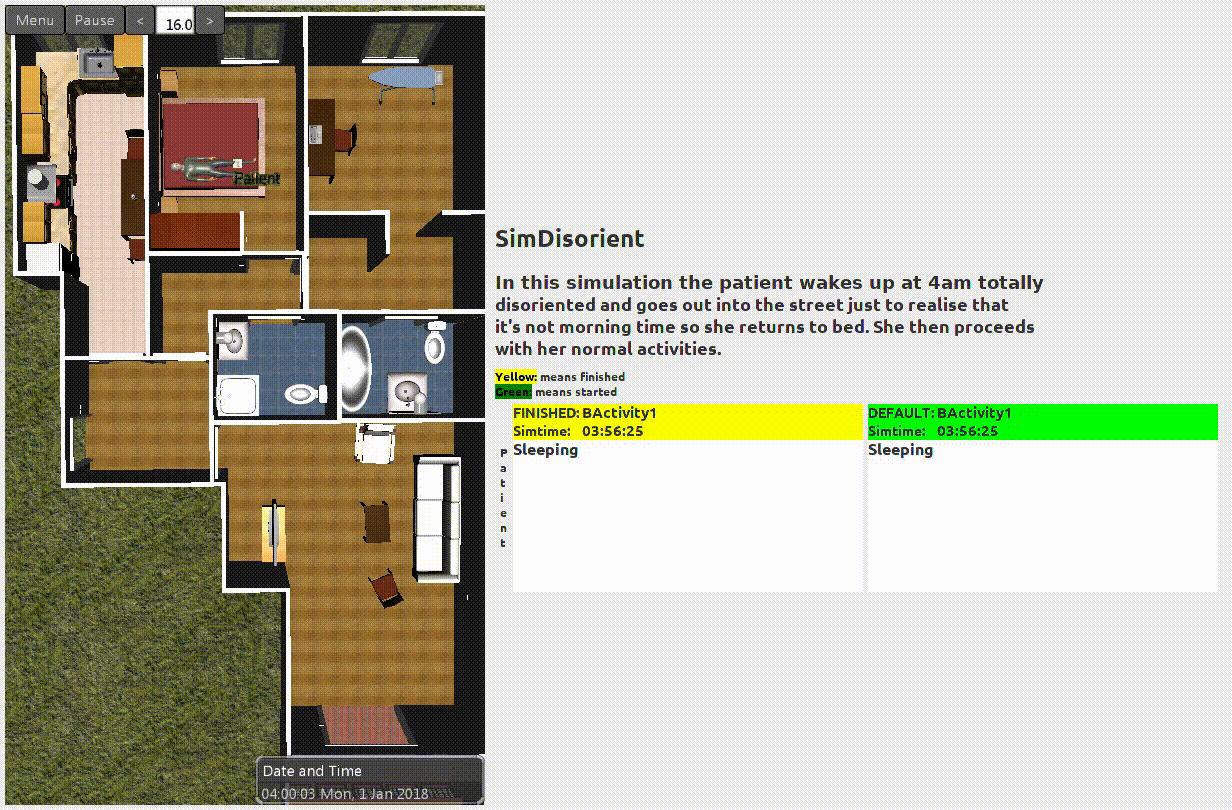 Menu Pause < 16.0 >
Patient
SimDisorient
In this simulation the patient wakes up at 4am totally
disoriented and goes out into the street just to realise that
it's not morning time so she returns to bed. She then proceeds
with her normal activities.
Yellow: means finished
Green: means started
FINISHED: BActivity1
Simtime: 03:56:25
Sleeping
DEFAULT: BActivity1
Simtime: 03:56:25
Sleeping
P
a
t
i
e
n
t
Date and Time
04:00:03 Mon, 1 Jan 2018